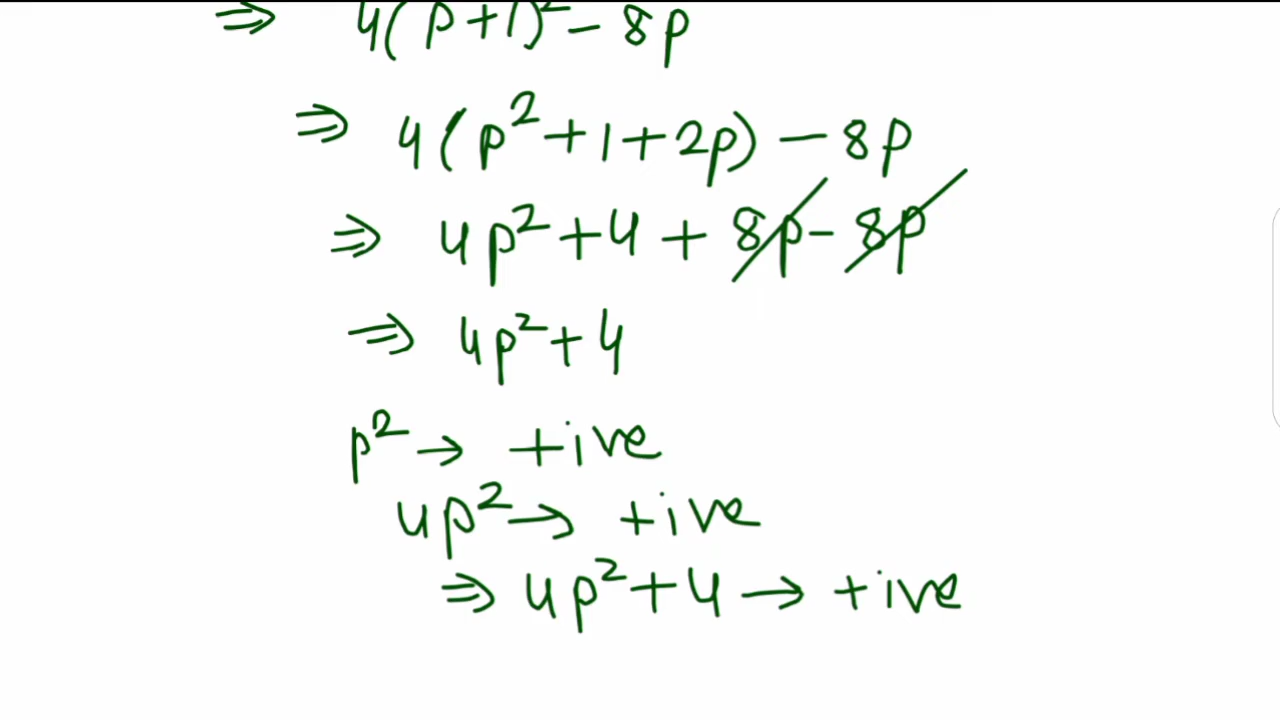 ⇒ 4(p+1)² - 8p
⇒ 4(p² + 1 + 2p) - 8p
⇒ 4p² + 4 + 8p - 8p
⇒ 4p² + 4
p² → +ive
4p² → +ive
⇒ 4p² + 4 → +ive